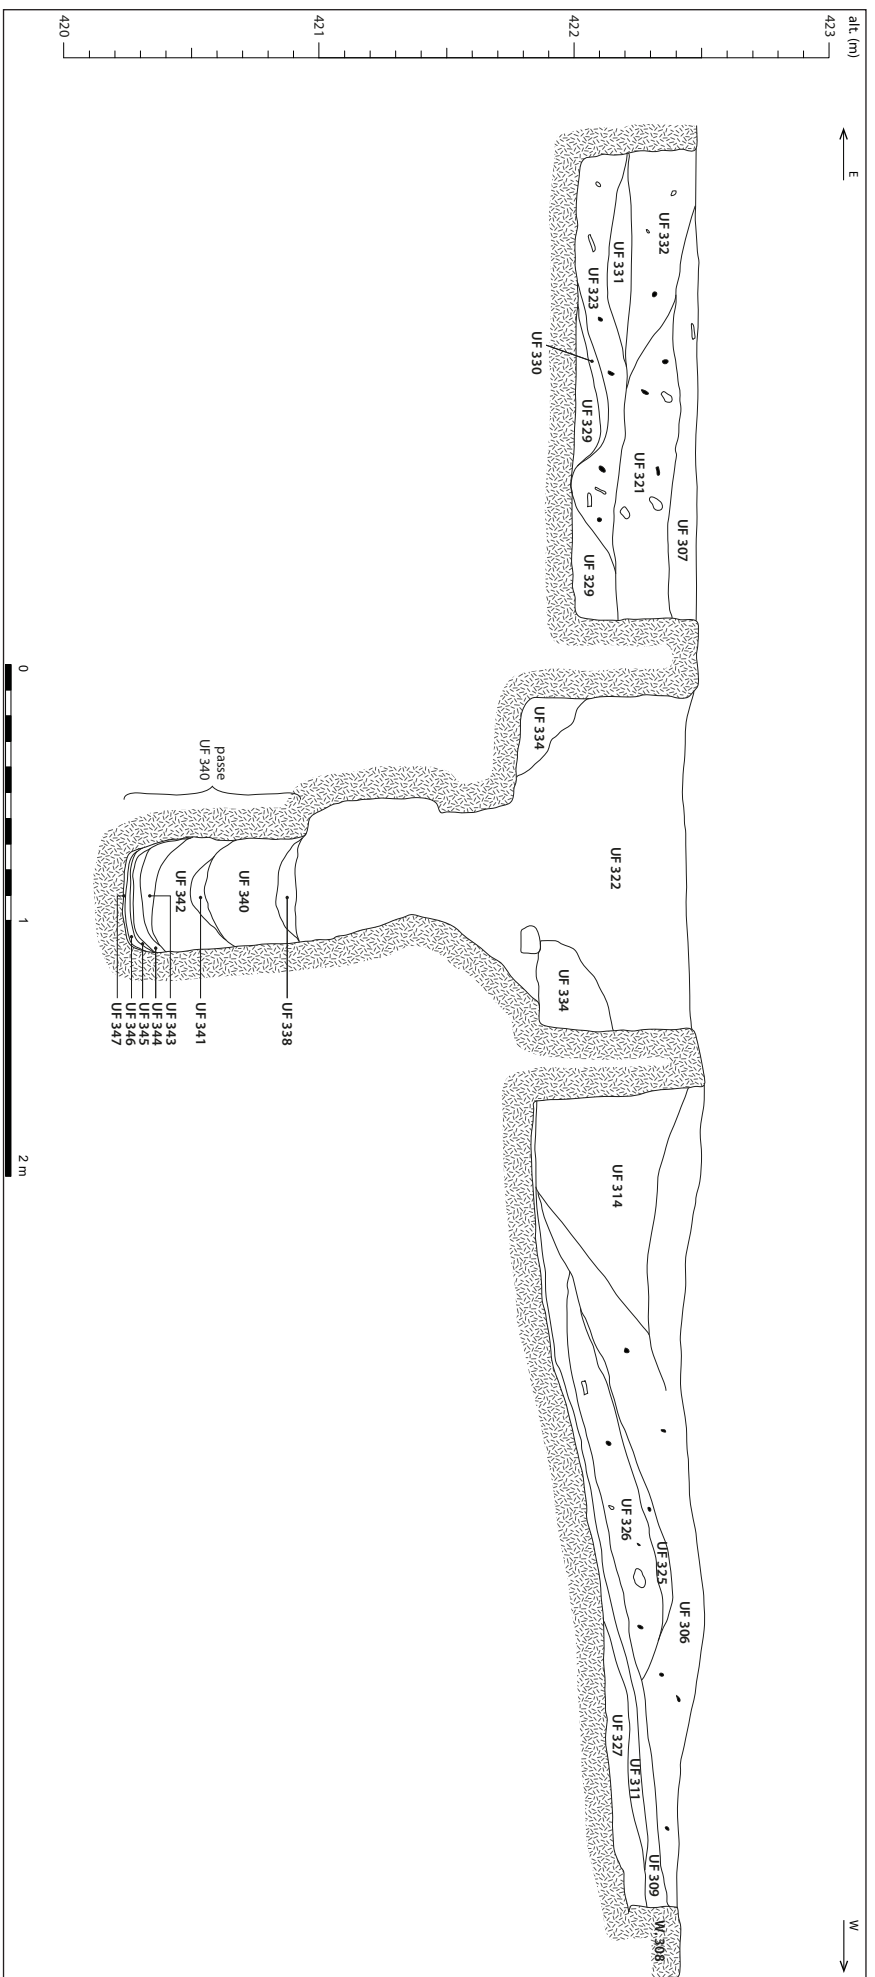 alt. (m)
423
422
421
420
E
W
UF 332
UF 331
UF 323
UF 330
UF 329
UF 321
UF 307
UF 329
UF 334
UF 322
UF 334
passe
UF 340
UF 340
UF 342
UF 338
UF 341
UF 343
UF 344
UF 345
UF 346
UF 347
UF 314
UF 326
UF 325
UF 306
UF 327
UF 311
UF 309
W 308
0
1
2 m